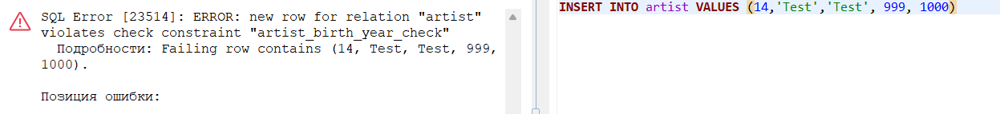 SQL Error [23514]: ERROR: new row for relation "artist"
violates check constraint "artist_birth_year_check"
Подробности: Failing row contains (14, Test, Test, 999,
1000).
Позиция ошибки:
INSERT INTO artist VALUES (14,'Test','Test', 999, 1000)